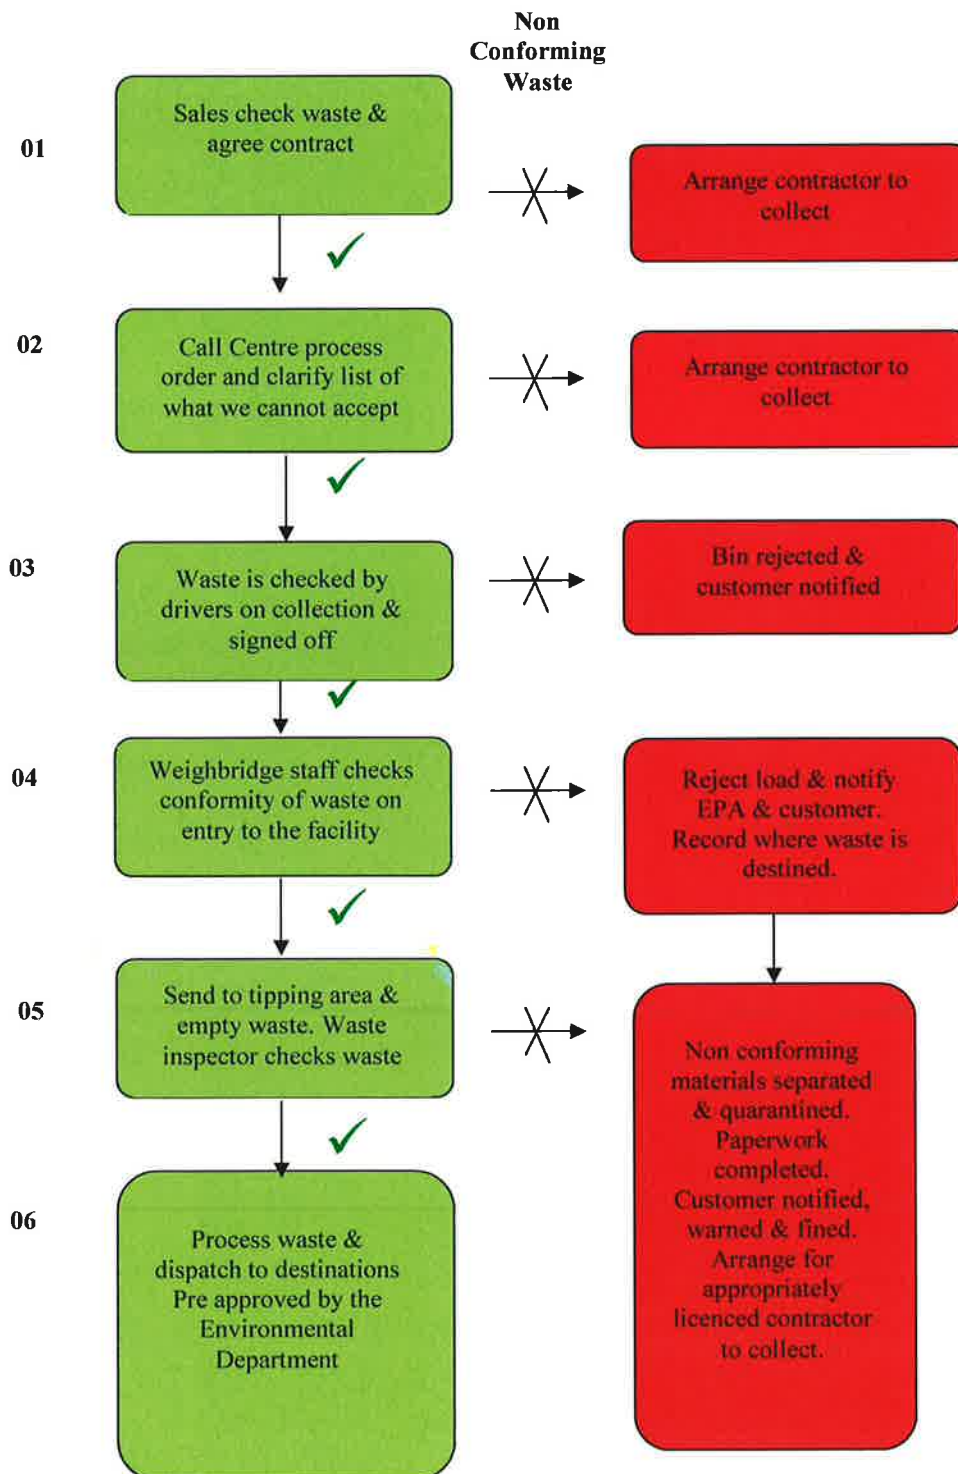 Non
Conforming
Waste
01
Sales check waste &
agree contract
Arrange contractor to
collect
02
Call Centre process
order and clarify list of
what we cannot accept
Arrange contractor to
collect
03
Waste is checked by
drivers on collection &
signed off
Bin rejected &
customer notified
04
Weighbridge staff checks
conformity of waste on
entry to the facility
Reject load & notify
EPA & customer.
Record where waste is
destined.
05
Send to tipping area &
empty waste. Waste
inspector checks waste
Non conforming
materials separated
& quarantined.
Paperwork
completed.
Customer notified,
warned & fined.
Arrange for
appropriately
licenced contractor
to collect.
06
Process waste &
dispatch to destinations
Pre approved by the
Environmental
Department